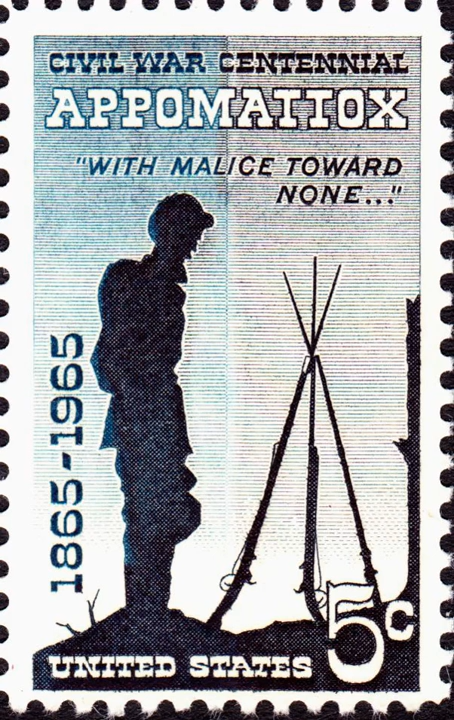 CIVIL WAR CENTENNIAL
APPOMATTOX
"WITH MALICE TOWARD
NONE..."
1865-1965
5c
UNITED STATES